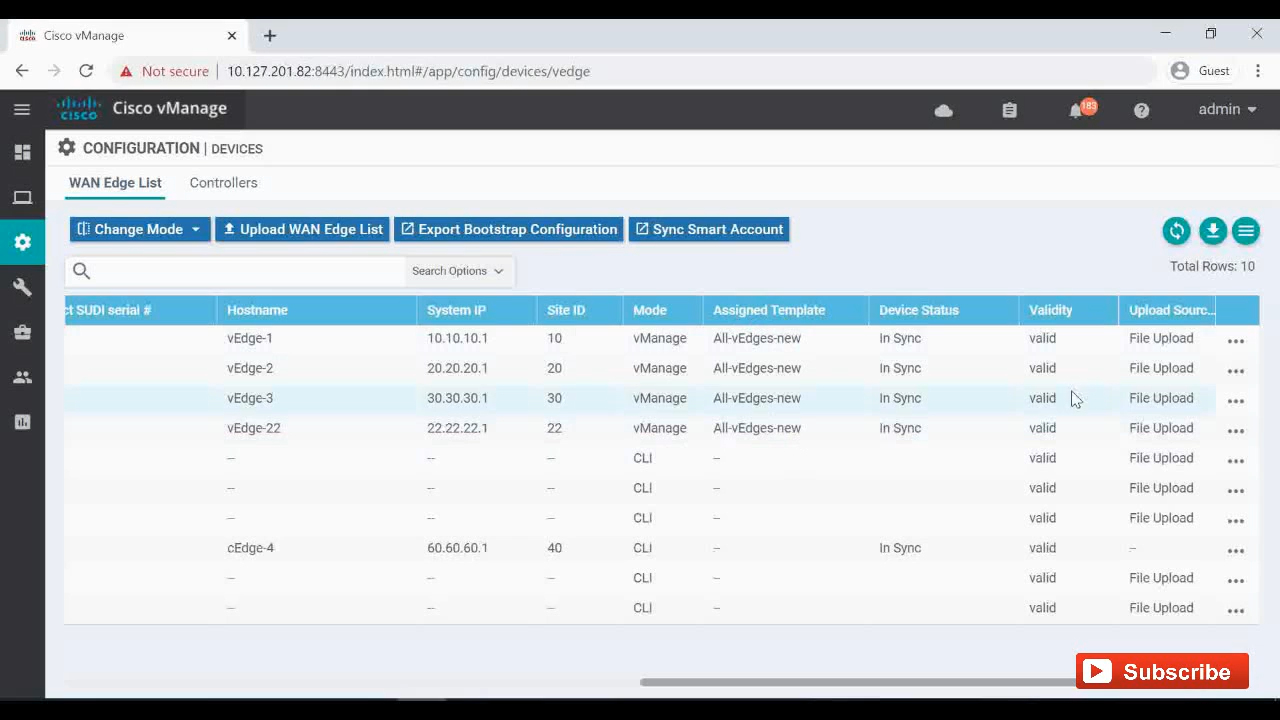 Cisco vManage
Not secure 10.127.201.82:8443/index.html#/app/config/devices/vedge Guest
cisco Cisco vManage 183 admin
CONFIGURATION | DEVICES
WAN Edge List Controllers
Change Mode Upload WAN Edge List Export Bootstrap Configuration Sync Smart Account
Search Options
Total Rows: 10
ct SUDI serial # Hostname System IP Site ID Mode Assigned Template Device Status Validity Upload Sourc...
vEdge-1 10.10.10.1 10 vManage All-vEdges-new In Sync valid File Upload
vEdge-2 20.20.20.1 20 vManage All-vEdges-new In Sync valid File Upload
vEdge-3 30.30.30.1 30 vManage All-vEdges-new In Sync valid File Upload
vEdge-22 22.22.22.1 22 vManage All-vEdges-new In Sync valid File Upload
-- -- -- CLI -- valid File Upload
-- -- -- CLI -- valid File Upload
-- -- -- CLI -- valid File Upload
cEdge-4 60.60.60.1 40 CLI -- In Sync valid --
-- -- -- CLI -- valid File Upload
-- -- -- CLI -- valid File Upload
Subscribe